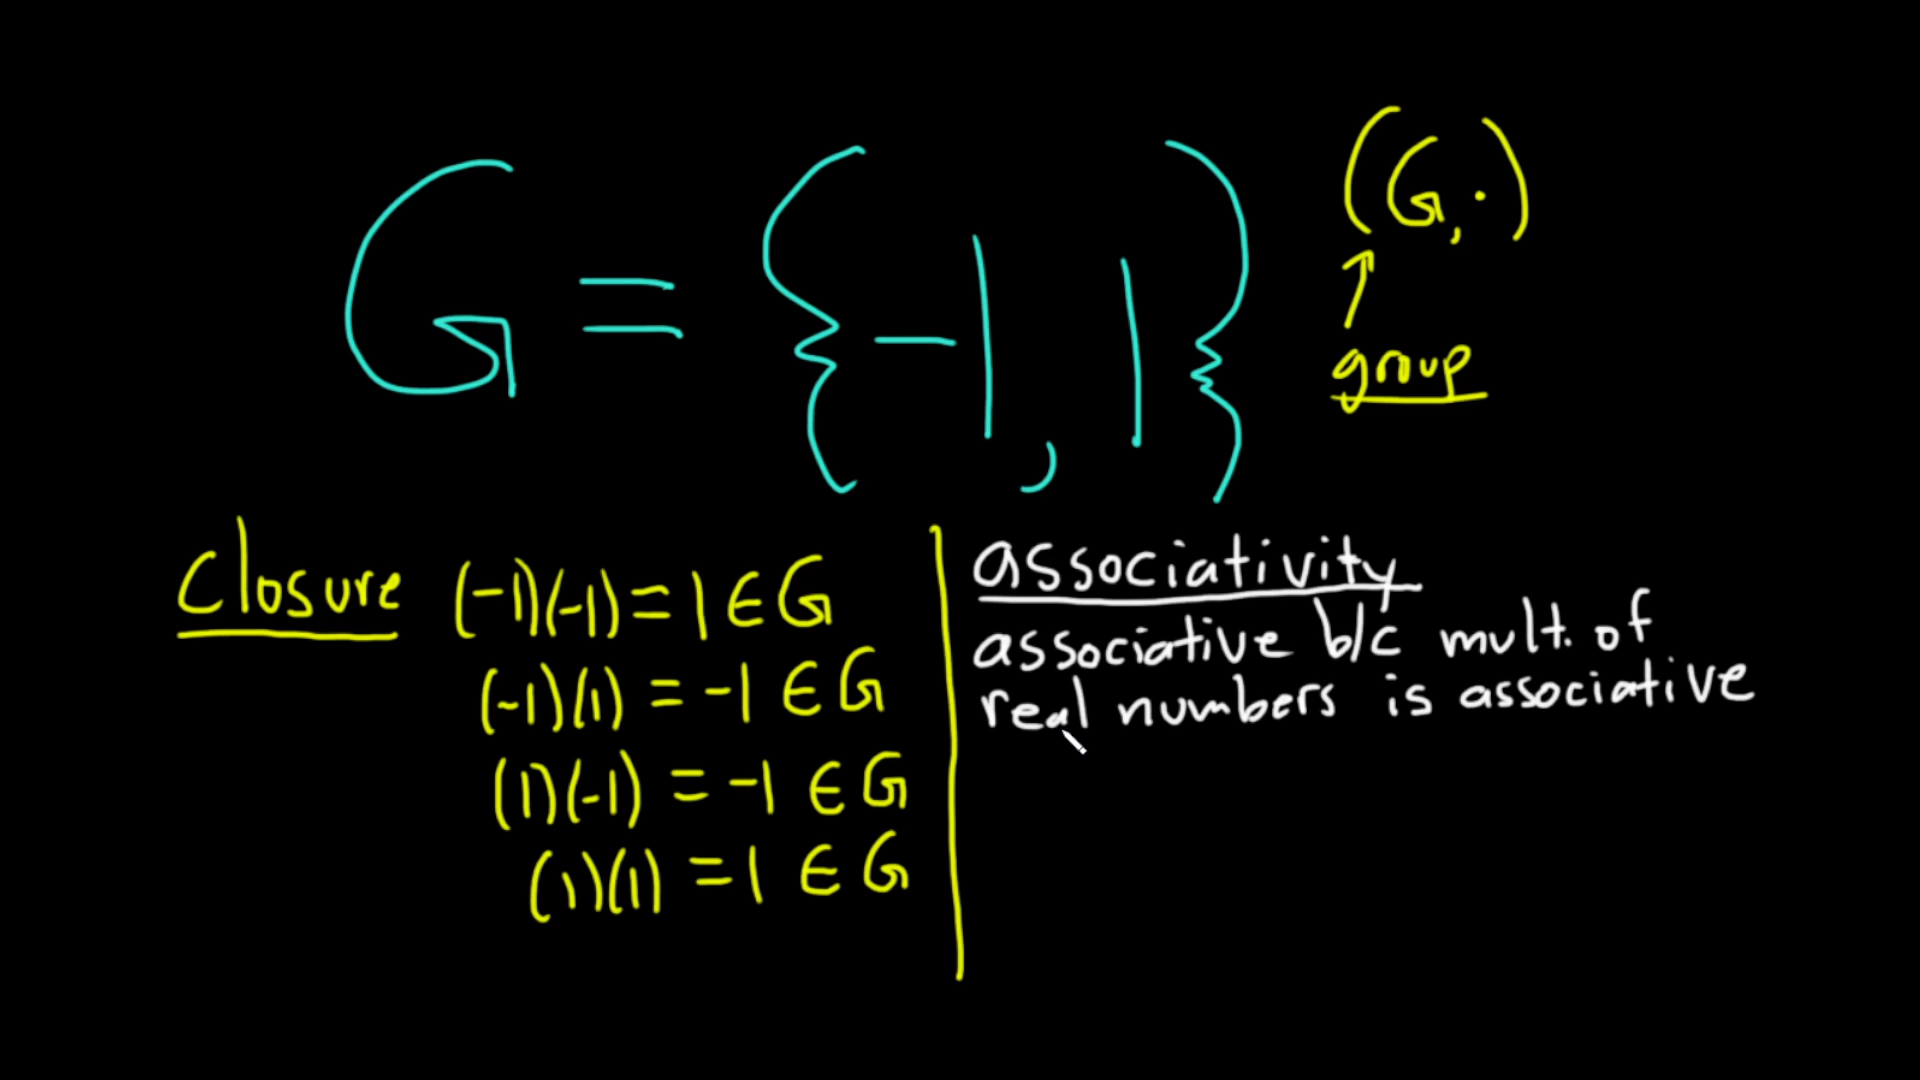 G = {-1, 1}
(G, ·)
group
Closure
(-1)(-1) = 1 ∈ G
(-1)(1) = -1 ∈ G
(1)(-1) = -1 ∈ G
(1)(1) = 1 ∈ G
associativity
associative b/c mult. of
real numbers is associative